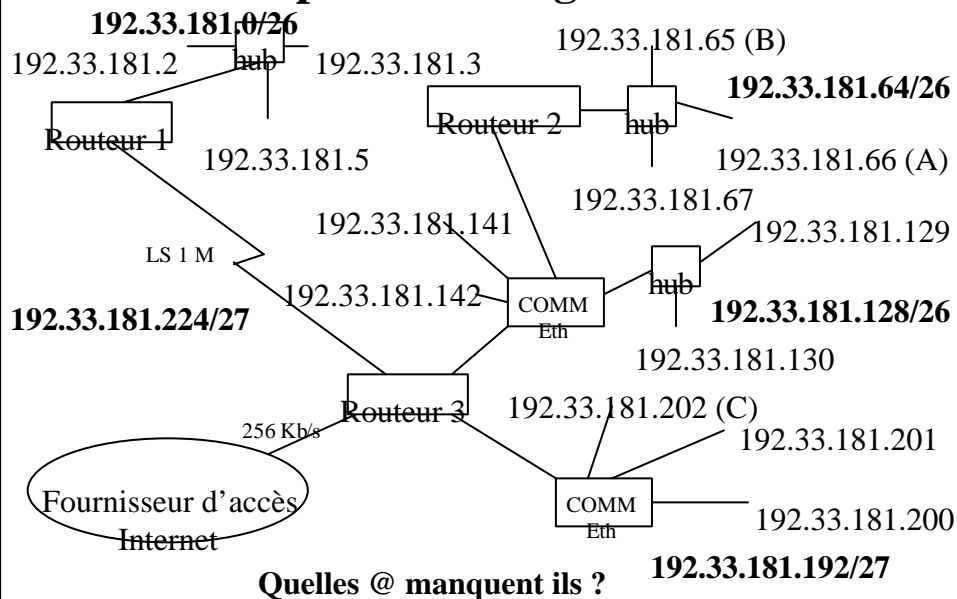 192.33.181.0/26
hub
192.33.181.2
192.33.181.3
192.33.181.65 (B)
192.33.181.64/26
Routeur 1
Routeur 2
hub
192.33.181.5
192.33.181.66 (A)
192.33.181.67
192.33.181.141
192.33.181.129
LS 1 M
192.33.181.142
COMM
Eth
hub
192.33.181.128/26
192.33.181.224/27
192.33.181.130
Routeur 3
192.33.181.202 (C)
256 Kb/s
192.33.181.201
Fournisseur d'accès
Internet
COMM
Eth
192.33.181.200
192.33.181.192/27
Quelles @ manquent ils ?